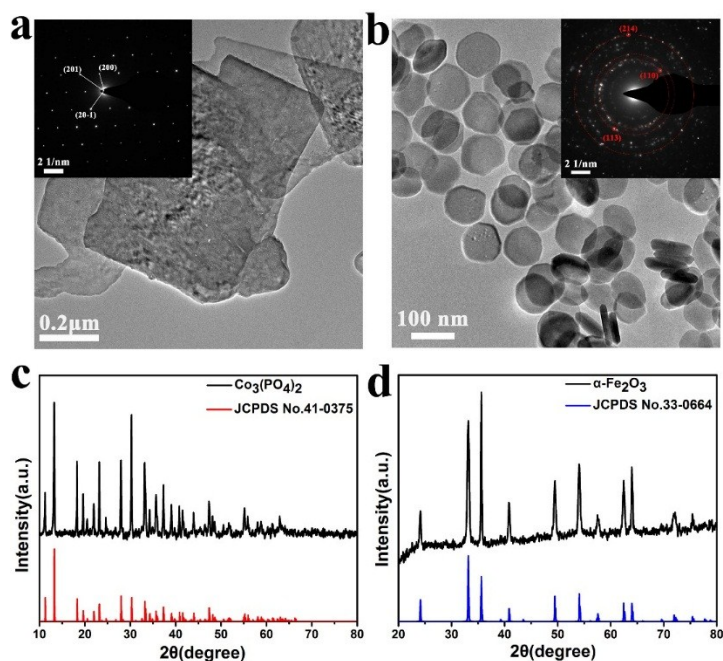 a
(201)
(200)
(20-1)
2 1/nm
0.2μm
b
(214)
(110)
(113)
2 1/nm
100 nm
c
Co₃(PO₄)₂
JCPDS No.41-0375
Intensity(a.u.)
10 20 30 40 50 60 70 80
2θ(degree)
d
α-Fe₂O₃
JCPDS No.33-0664
Intensity(a.u.)
20 30 40 50 60 70 80
2θ(degree)